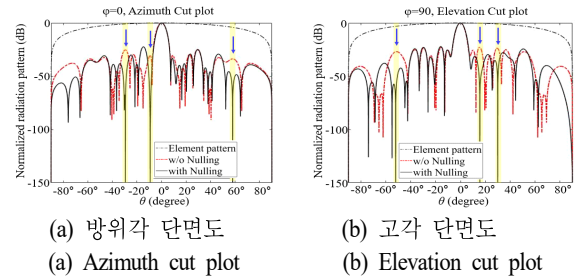 φ=0, Azimuth Cut plot
Normalized radiation pattern (dB)
0
-50
-100
-150
Element pattern
w/o Nulling
with Nulling
-80° -60° -40° -20° 0° 20° 40° 60° 80°
θ (degree)
(a) 방위각 단면도
(a) Azimuth cut plot
φ=90, Elevation Cut plot
Normalized radiation pattern (dB)
0
-50
-100
-150
Element pattern
w/o Nulling
with Nulling
-80° -60° -40° -20° 0° 20° 40° 60° 80°
θ (degree)
(b) 고각 단면도
(b) Elevation cut plot